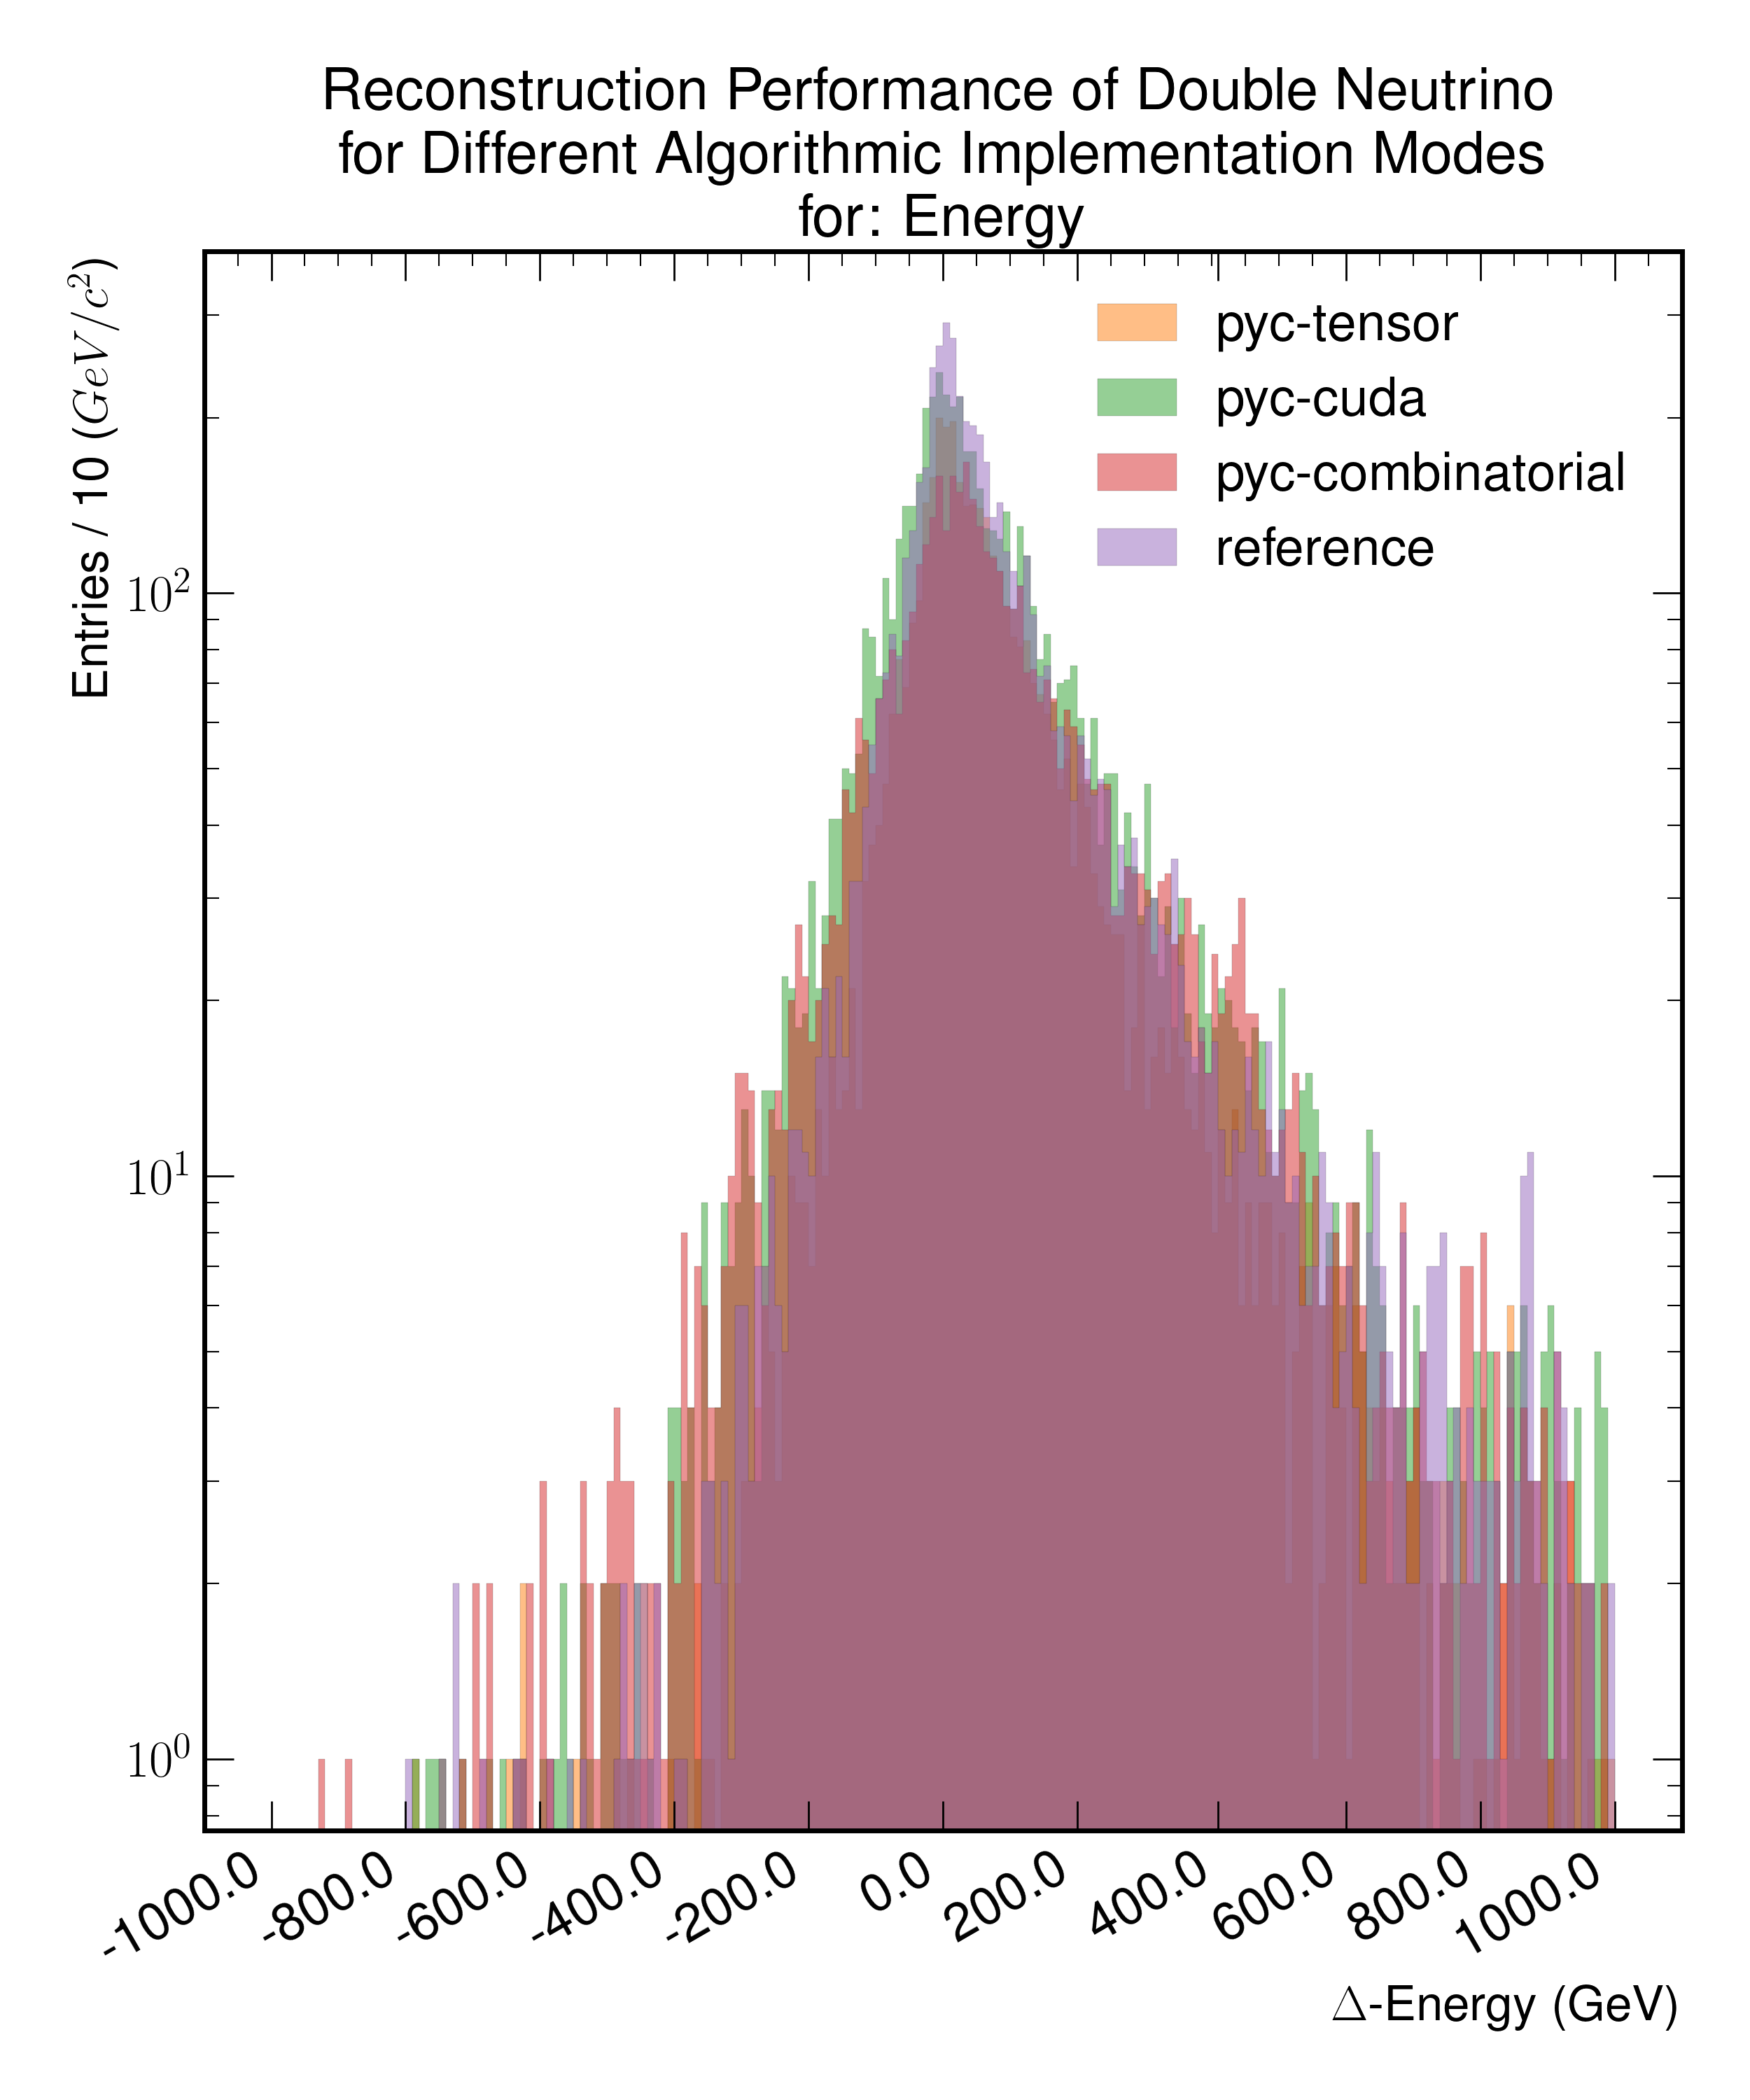 Reconstruction Performance of Double Neutrino
for Different Algorithmic Implementation Modes
for: Energy
Entries / 10 (GeV/c²)
pyc-tensor
pyc-cuda
pyc-combinatorial
reference
10²
10¹
10⁰
-1000.0 -800.0 -600.0 -400.0 -200.0 0.0 200.0 400.0 600.0 800.0 1000.0
Δ-Energy (GeV)